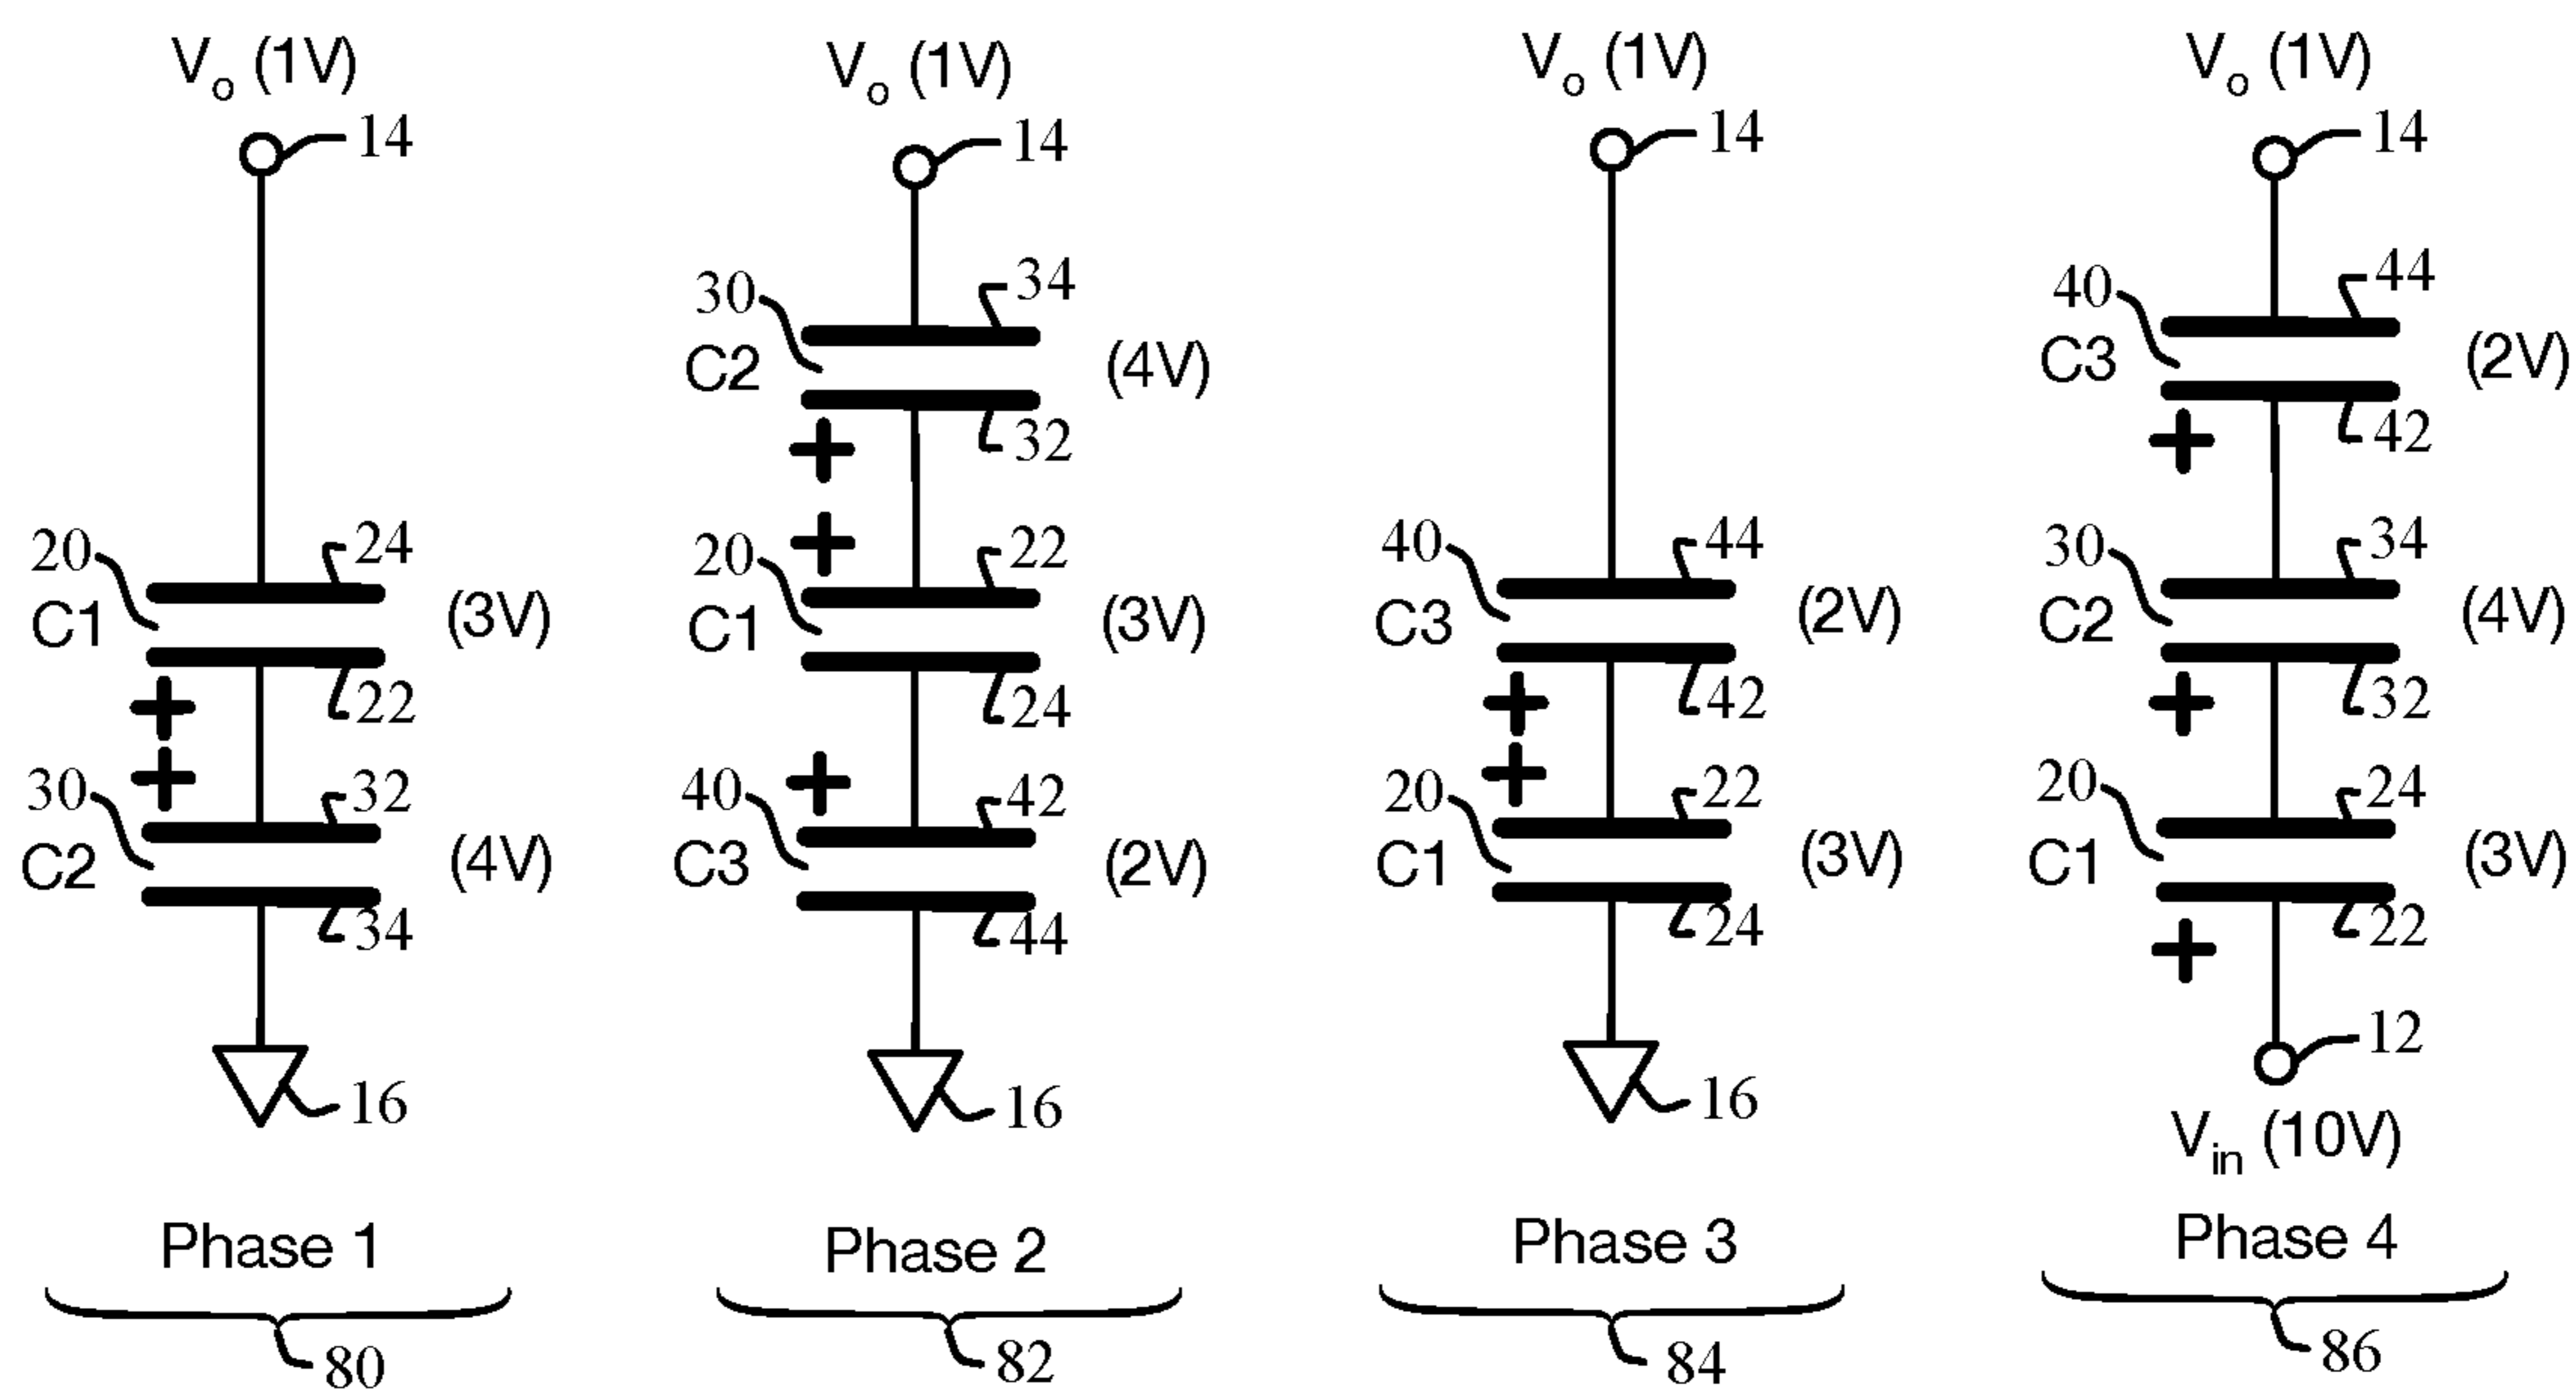 Vo (1V)
14
20
24
C1
(3V)
22
+
+
30
32
C2
(4V)
34
16
Phase 1
80
Vo (1V)
14
30
34
C2
(4V)
32
+
+
20
22
C1
(3V)
24
+
40
42
C3
(2V)
44
16
Phase 2
82
Vo (1V)
14
40
44
C3
(2V)
42
+
+
20
22
C1
(3V)
24
16
Phase 3
84
Vo (1V)
14
40
44
C3
(2V)
42
+
30
34
C2
(4V)
32
+
20
24
C1
(3V)
22
+
12
Vin (10V)
Phase 4
86